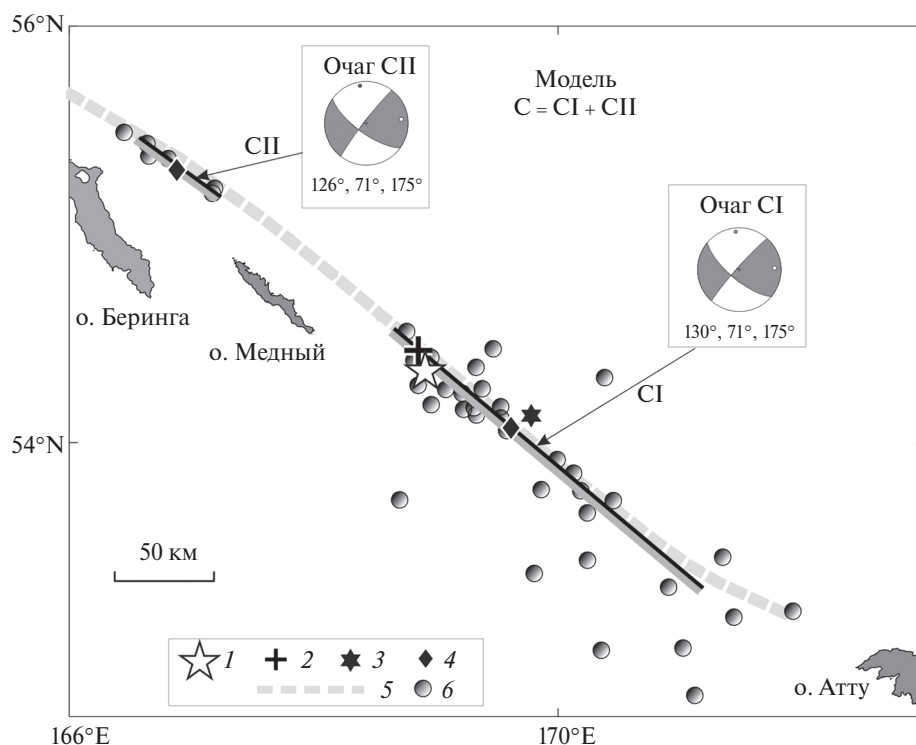 56°N
Очаг CII
126°, 71°, 175°
Модель
C = CI + CII
CII
Очаг CI
130°, 71°, 175°
о. Беринга
о. Медный
CI
54°N
50 км
1 2 3 4
5 6
о. Атту
166°E 170°E